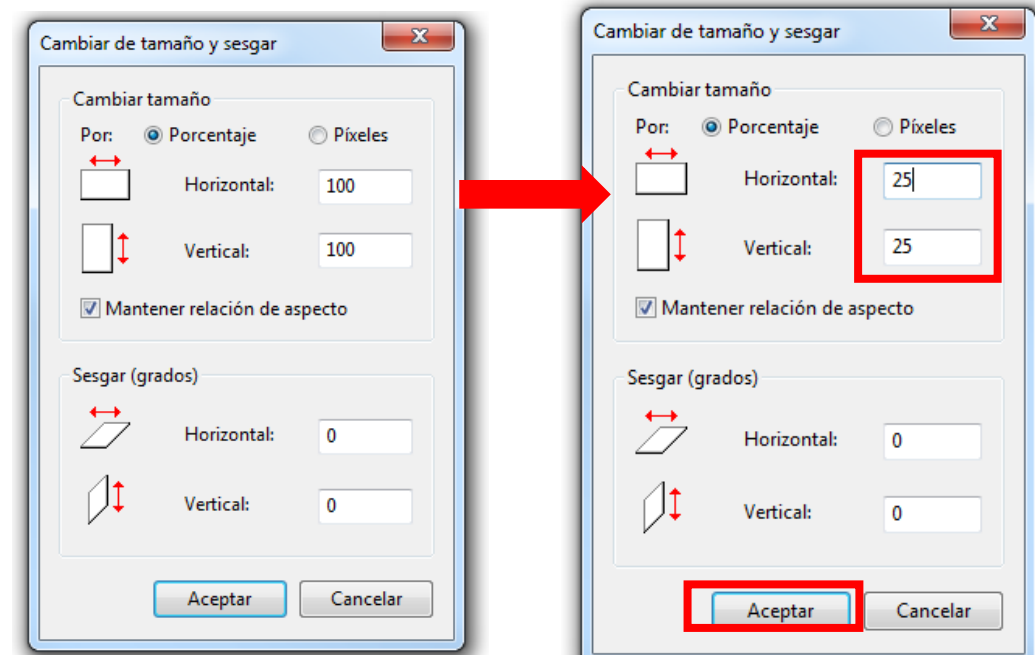 Cambiar de tamaño y sesgar
Cambiar tamaño
Por: Porcentaje Píxeles
Horizontal: 100
Vertical: 100
Mantener relación de aspecto
Sesgar (grados)
Horizontal: 0
Vertical: 0
Aceptar Cancelar
Cambiar de tamaño y sesgar
Cambiar tamaño
Por: Porcentaje Píxeles
Horizontal: 25
Vertical: 25
Mantener relación de aspecto
Sesgar (grados)
Horizontal: 0
Vertical: 0
Aceptar Cancelar